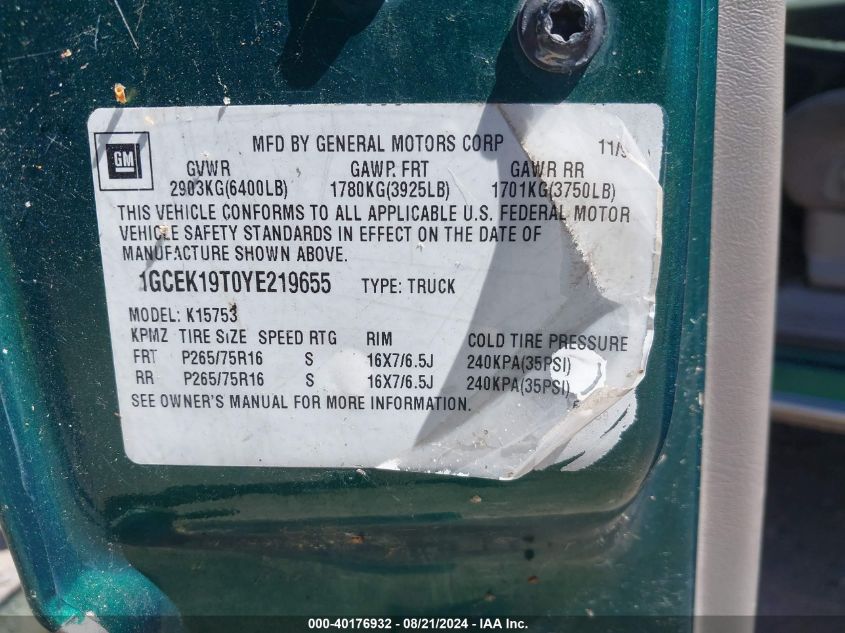 GM
MFD BY GENERAL MOTORS CORP 11/9
GVWR GAWR FRT GAWR RR
2903KG(6400LB) 1780KG(3925LB) 1701KG(3750LB)
THIS VEHICLE CONFORMS TO ALL APPLICABLE U.S. FEDERAL MOTOR
VEHICLE SAFETY STANDARDS IN EFFECT ON THE DATE OF
MANUFACTURE SHOWN ABOVE.
1GCEK19T0YE219655 TYPE: TRUCK
MODEL: K15753
KPMZ TIRE SIZE SPEED RTG RIM COLD TIRE PRESSURE
FRT P265/75R16 S 16X7/6.5J 240KPA(35PSI)
RR P265/75R16 S 16X7/6.5J 240KPA(35PSI)
SEE OWNER'S MANUAL FOR MORE INFORMATION.
000-40176932 - 08/21/2024 - IAA Inc.